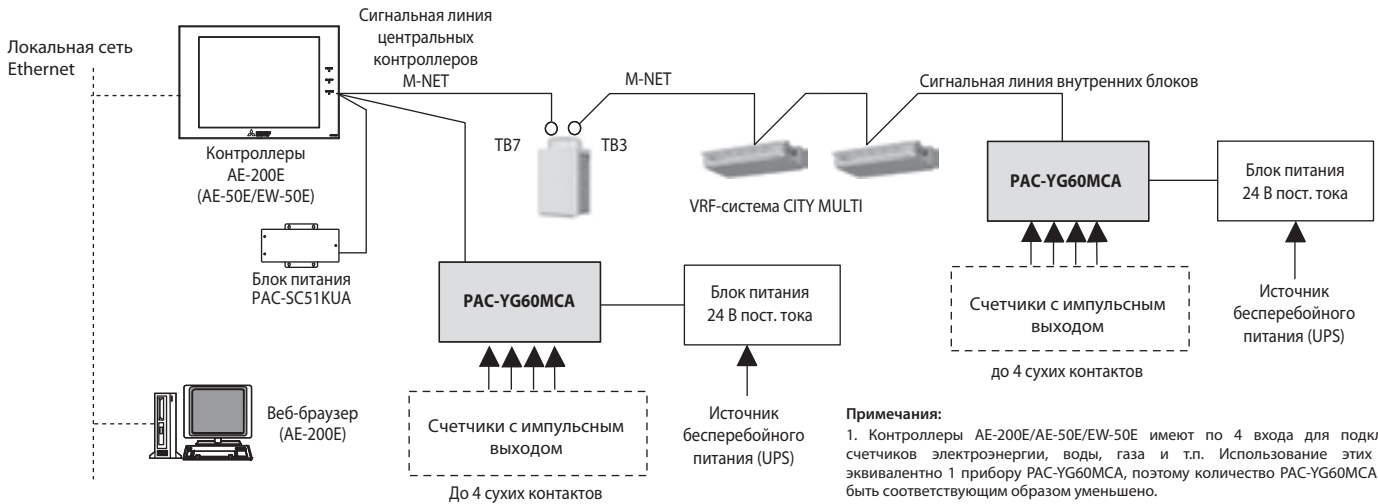 Локальная сеть
Ethernet
Контроллеры
AE-200E
(AE-50E/EW-50E)
Блок питания
PAC-SC51KUA
Веб-браузер
(AE-200E)
Сигнальная линия
центральных
контроллеров
M-NET
TB7
TB3
M-NET
Сигнальная линия внутренних блоков
VRF-система CITY MULTI
PAC-YG60MCA
Блок питания
24 В пост. тока
Счетчики с импульсным
выходом
До 4 сухих контактов
Источник
бесперебойного
питания (UPS)
PAC-YG60MCA
Блок питания
24 В пост. тока
Счетчики с импульсным
выходом
до 4 сухих контактов
Источник
бесперебойного
питания (UPS)
Примечания:
1. Контроллеры AE-200E/AE-50E/EW-50E имеют по 4 входа для подкл
счетчиков электроэнергии, воды, газа и т.п. Использование этих
эквивалентно 1 прибору PAC-YG60MCA, поэтому количество PAC-YG60MCA
быть соответствующим образом уменьшено.